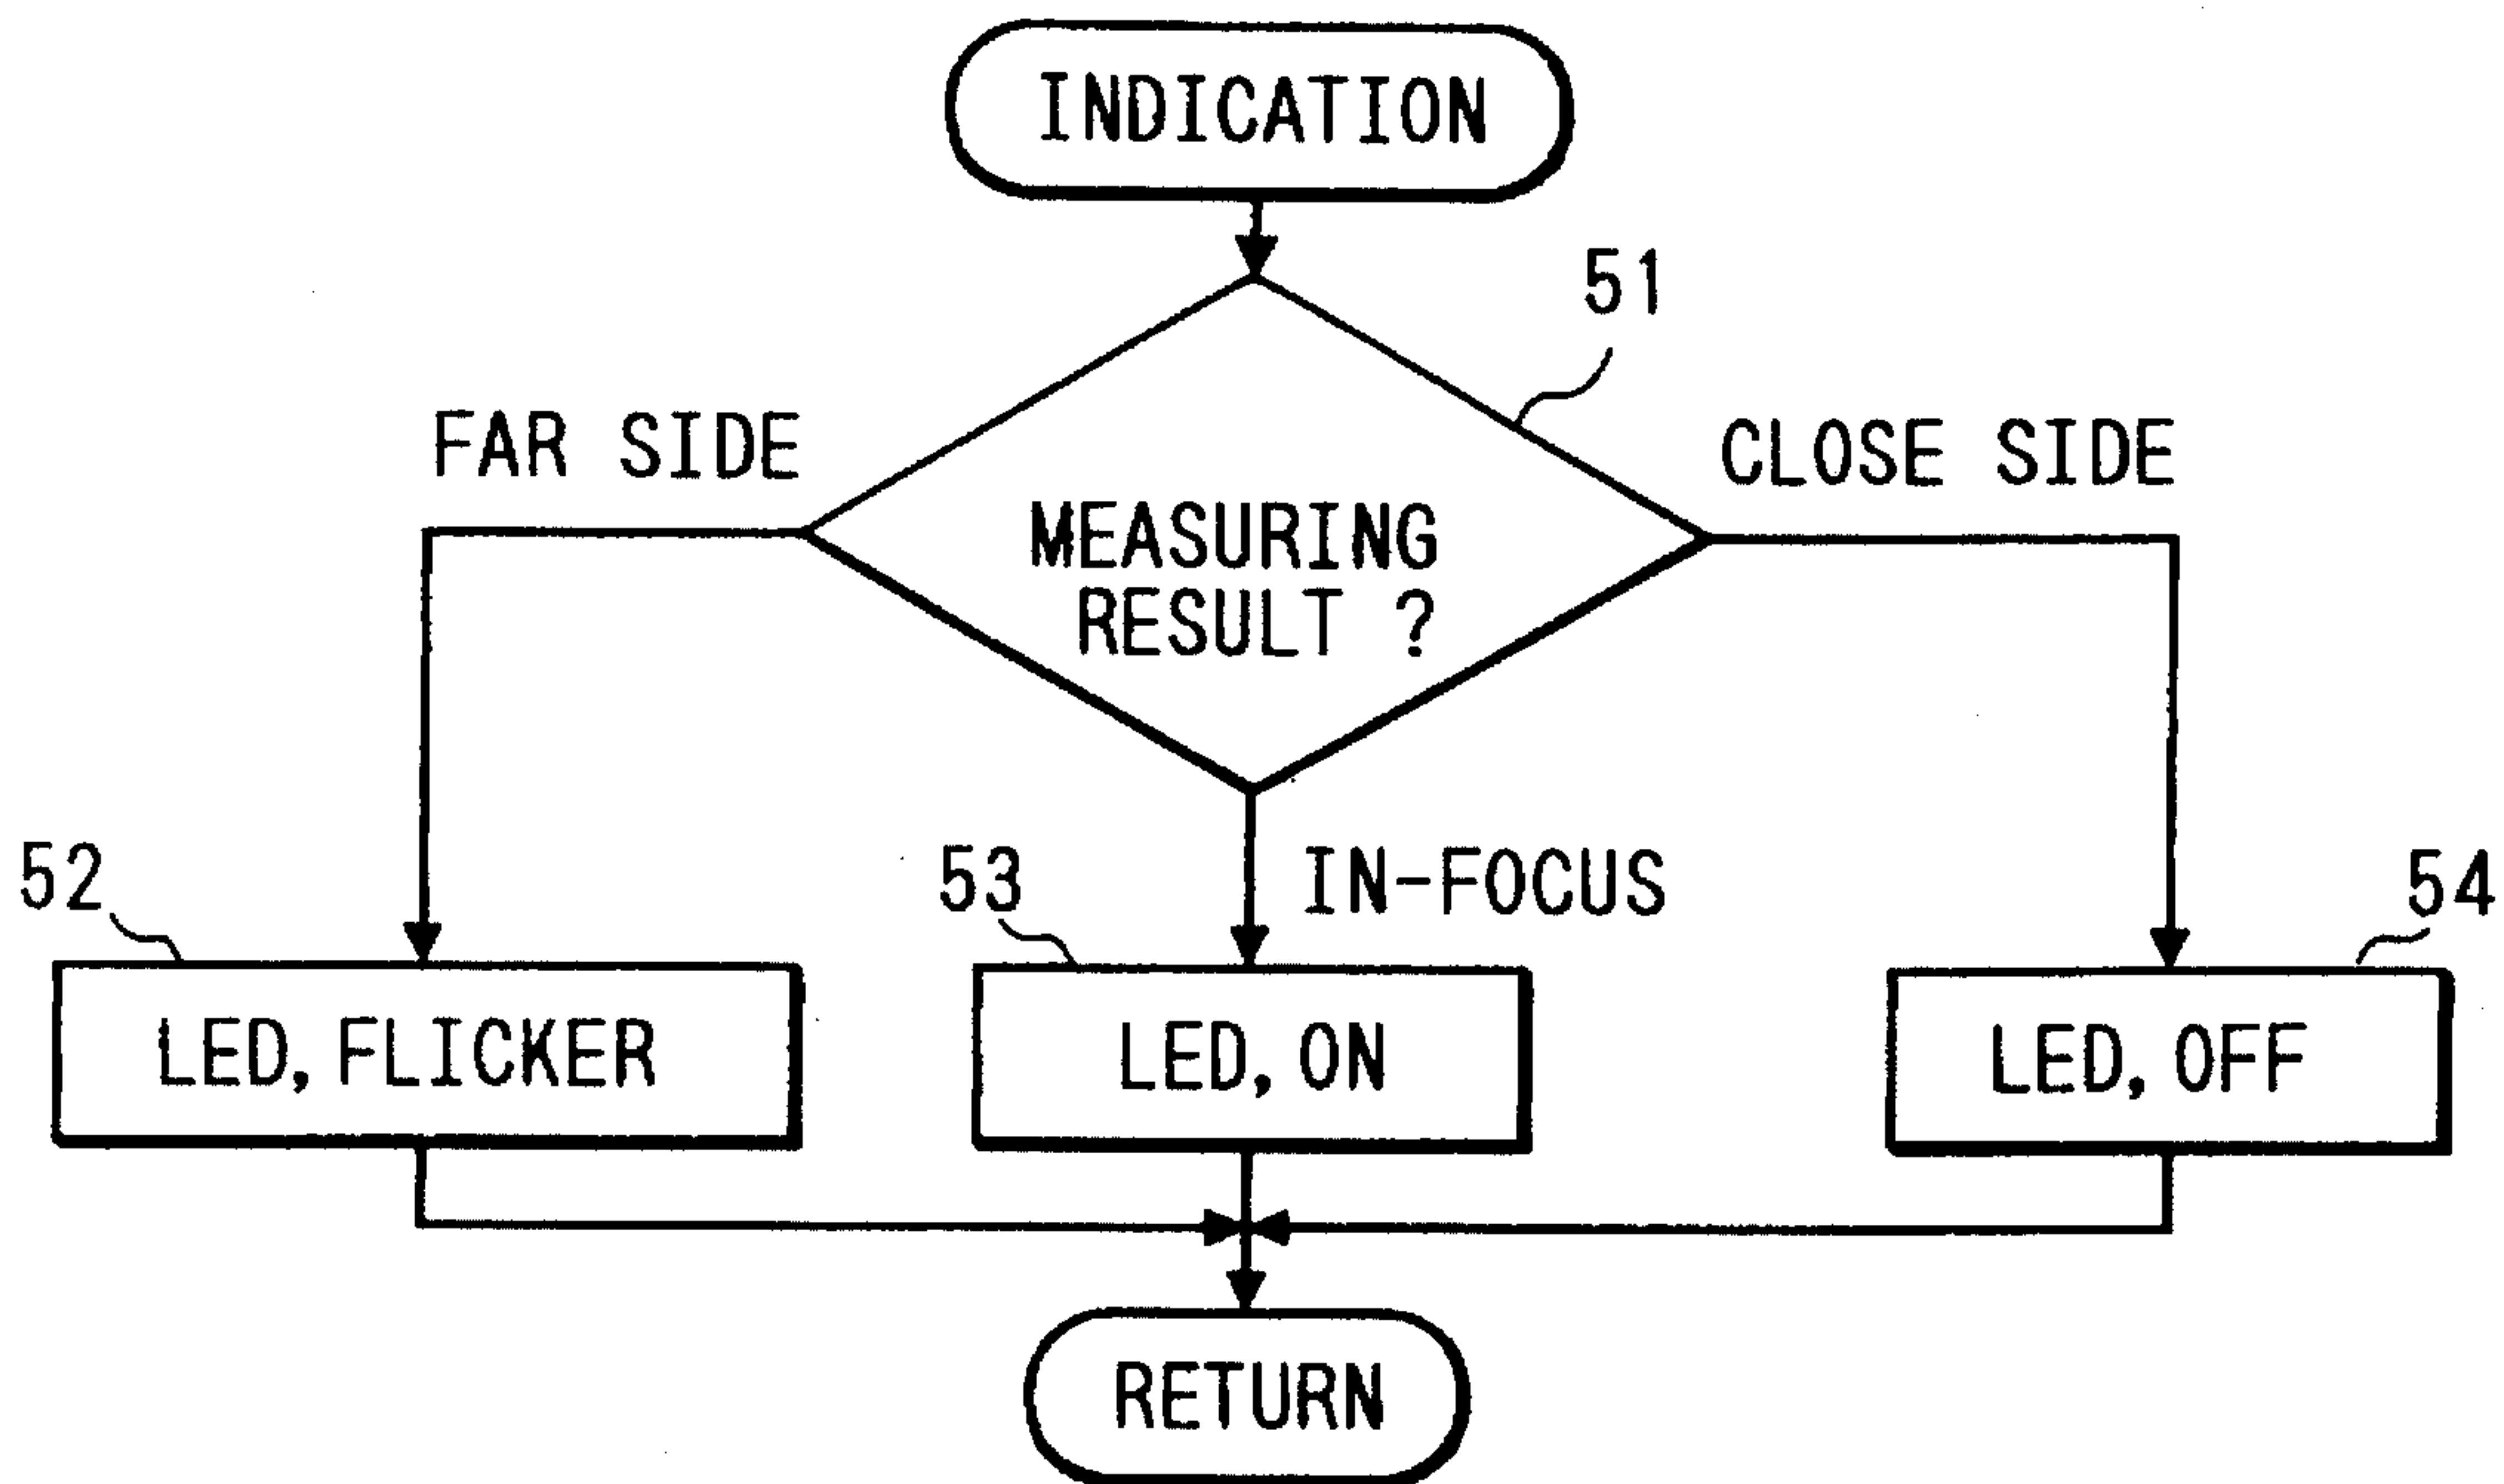 INDICATION
51
FAR SIDE
CLOSE SIDE
MEASURING
RESULT ?
52
53
IN-FOCUS
54
LED, FLICKER
LED, ON
LED, OFF
RETURN